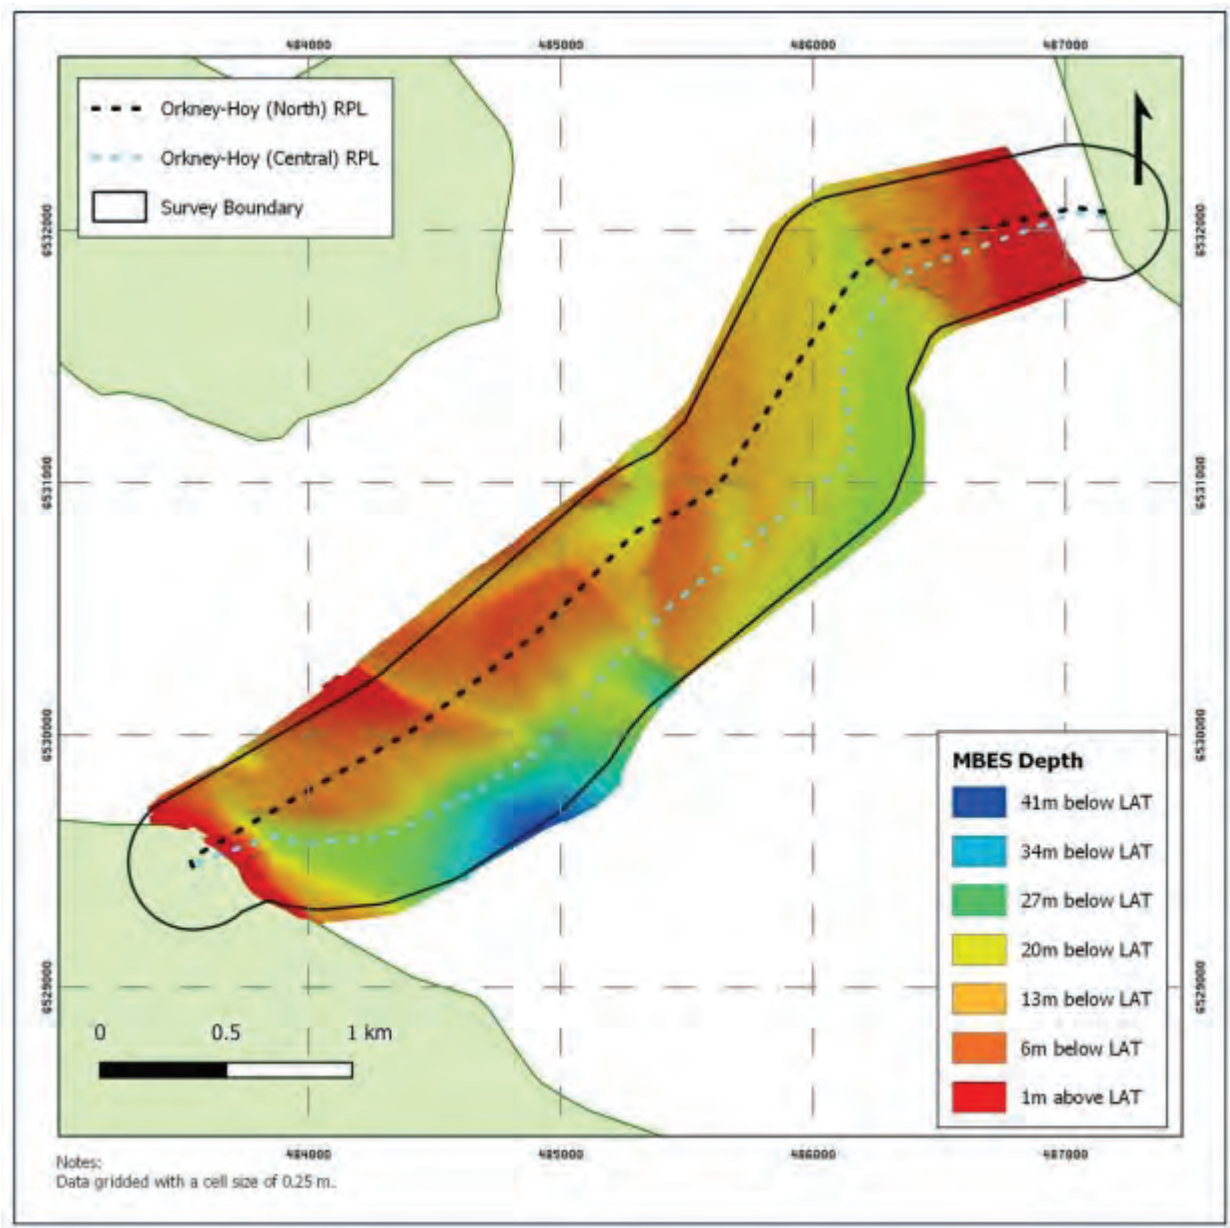 484000 485000 486000 487000
Orkney-Hoy (North) RPL
Orkney-Hoy (Central) RPL
Survey Boundary
6532000 6532000
6531000 6531000
6530000 6530000
MBES Depth
41m below LAT
34m below LAT
27m below LAT
20m below LAT
13m below LAT
6m below LAT
1m above LAT
6529000 6529000
0 0.5 1 km
484000 485000 486000 487000
Notes:
Data gridded with a cell size of 0.25 m.